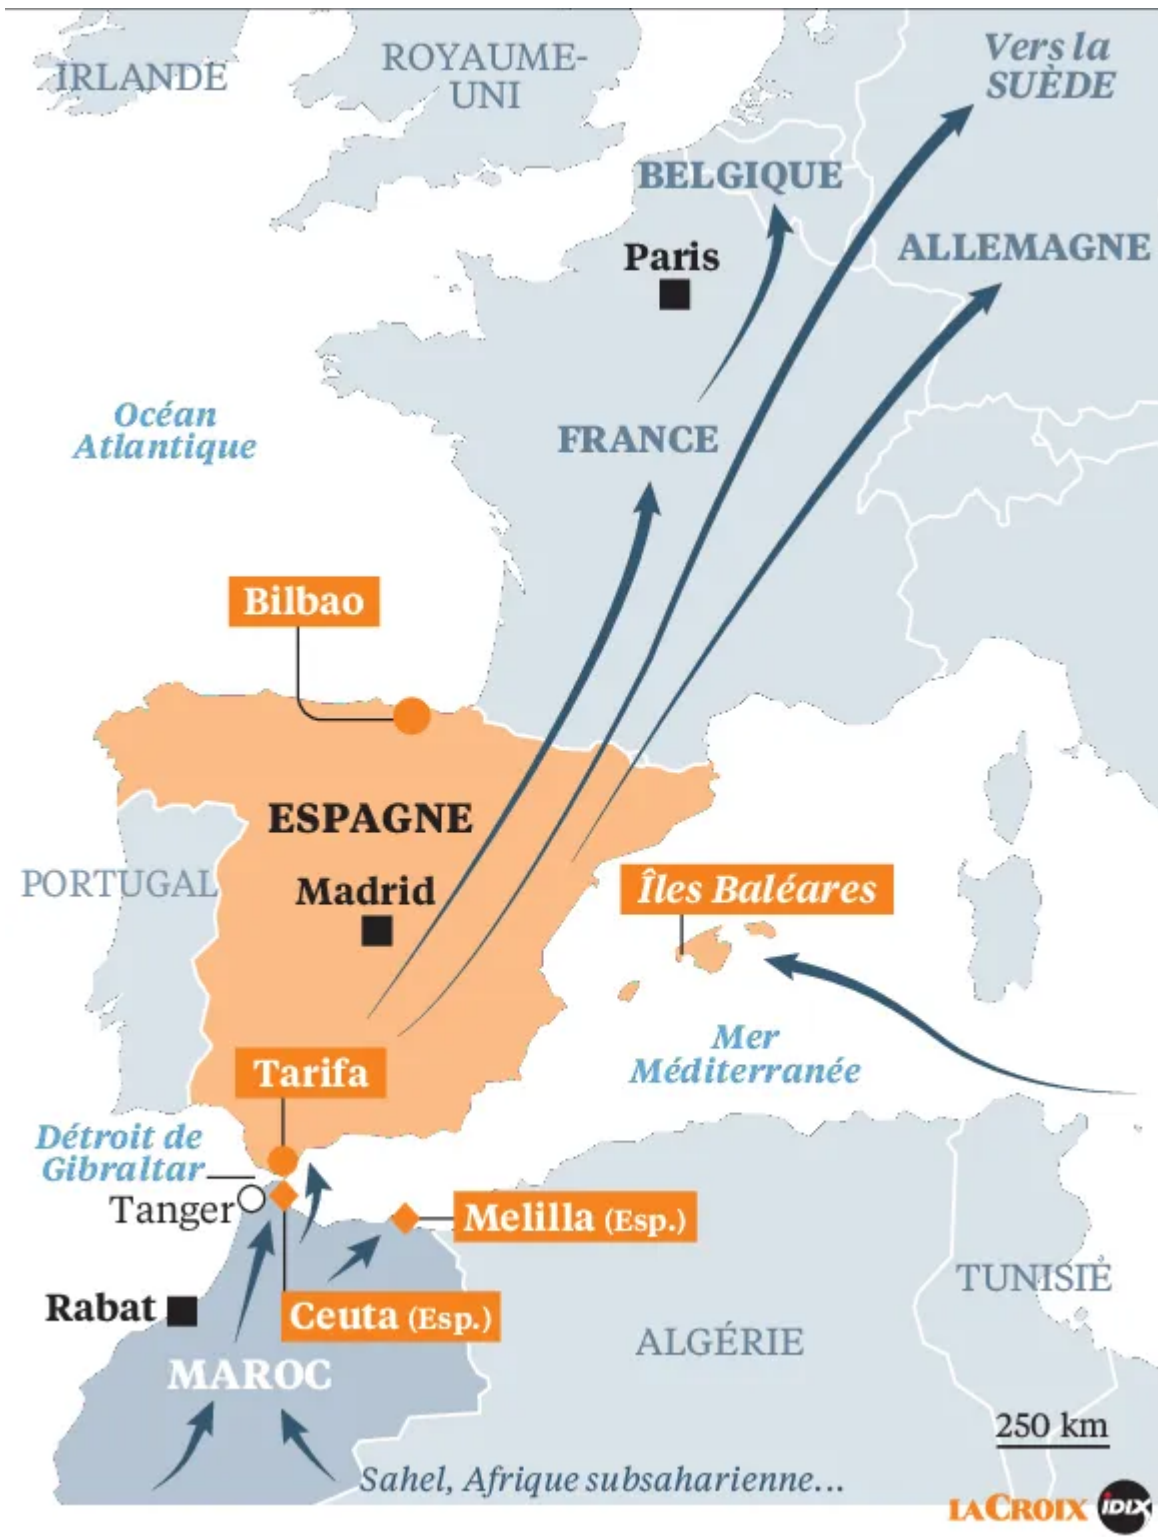 Vers la
SUÈDE
IRLANDE
ROYAUME-
UNI
BELGIQUE
ALLEMAGNE
Paris
Océan
Atlantique
FRANCE
Bilbao
ESPAGNE
PORTUGAL
Madrid
Îles Baléares
Mer
Méditerranée
Tarifa
Détroit de
Gibraltar
Tanger
Melilla (Esp.)
Rabat
Ceuta (Esp.)
TUNISIE
ALGÉRIE
MAROC
250 km
Sahel, Afrique subsaharienne...
LA CROIX iDIX